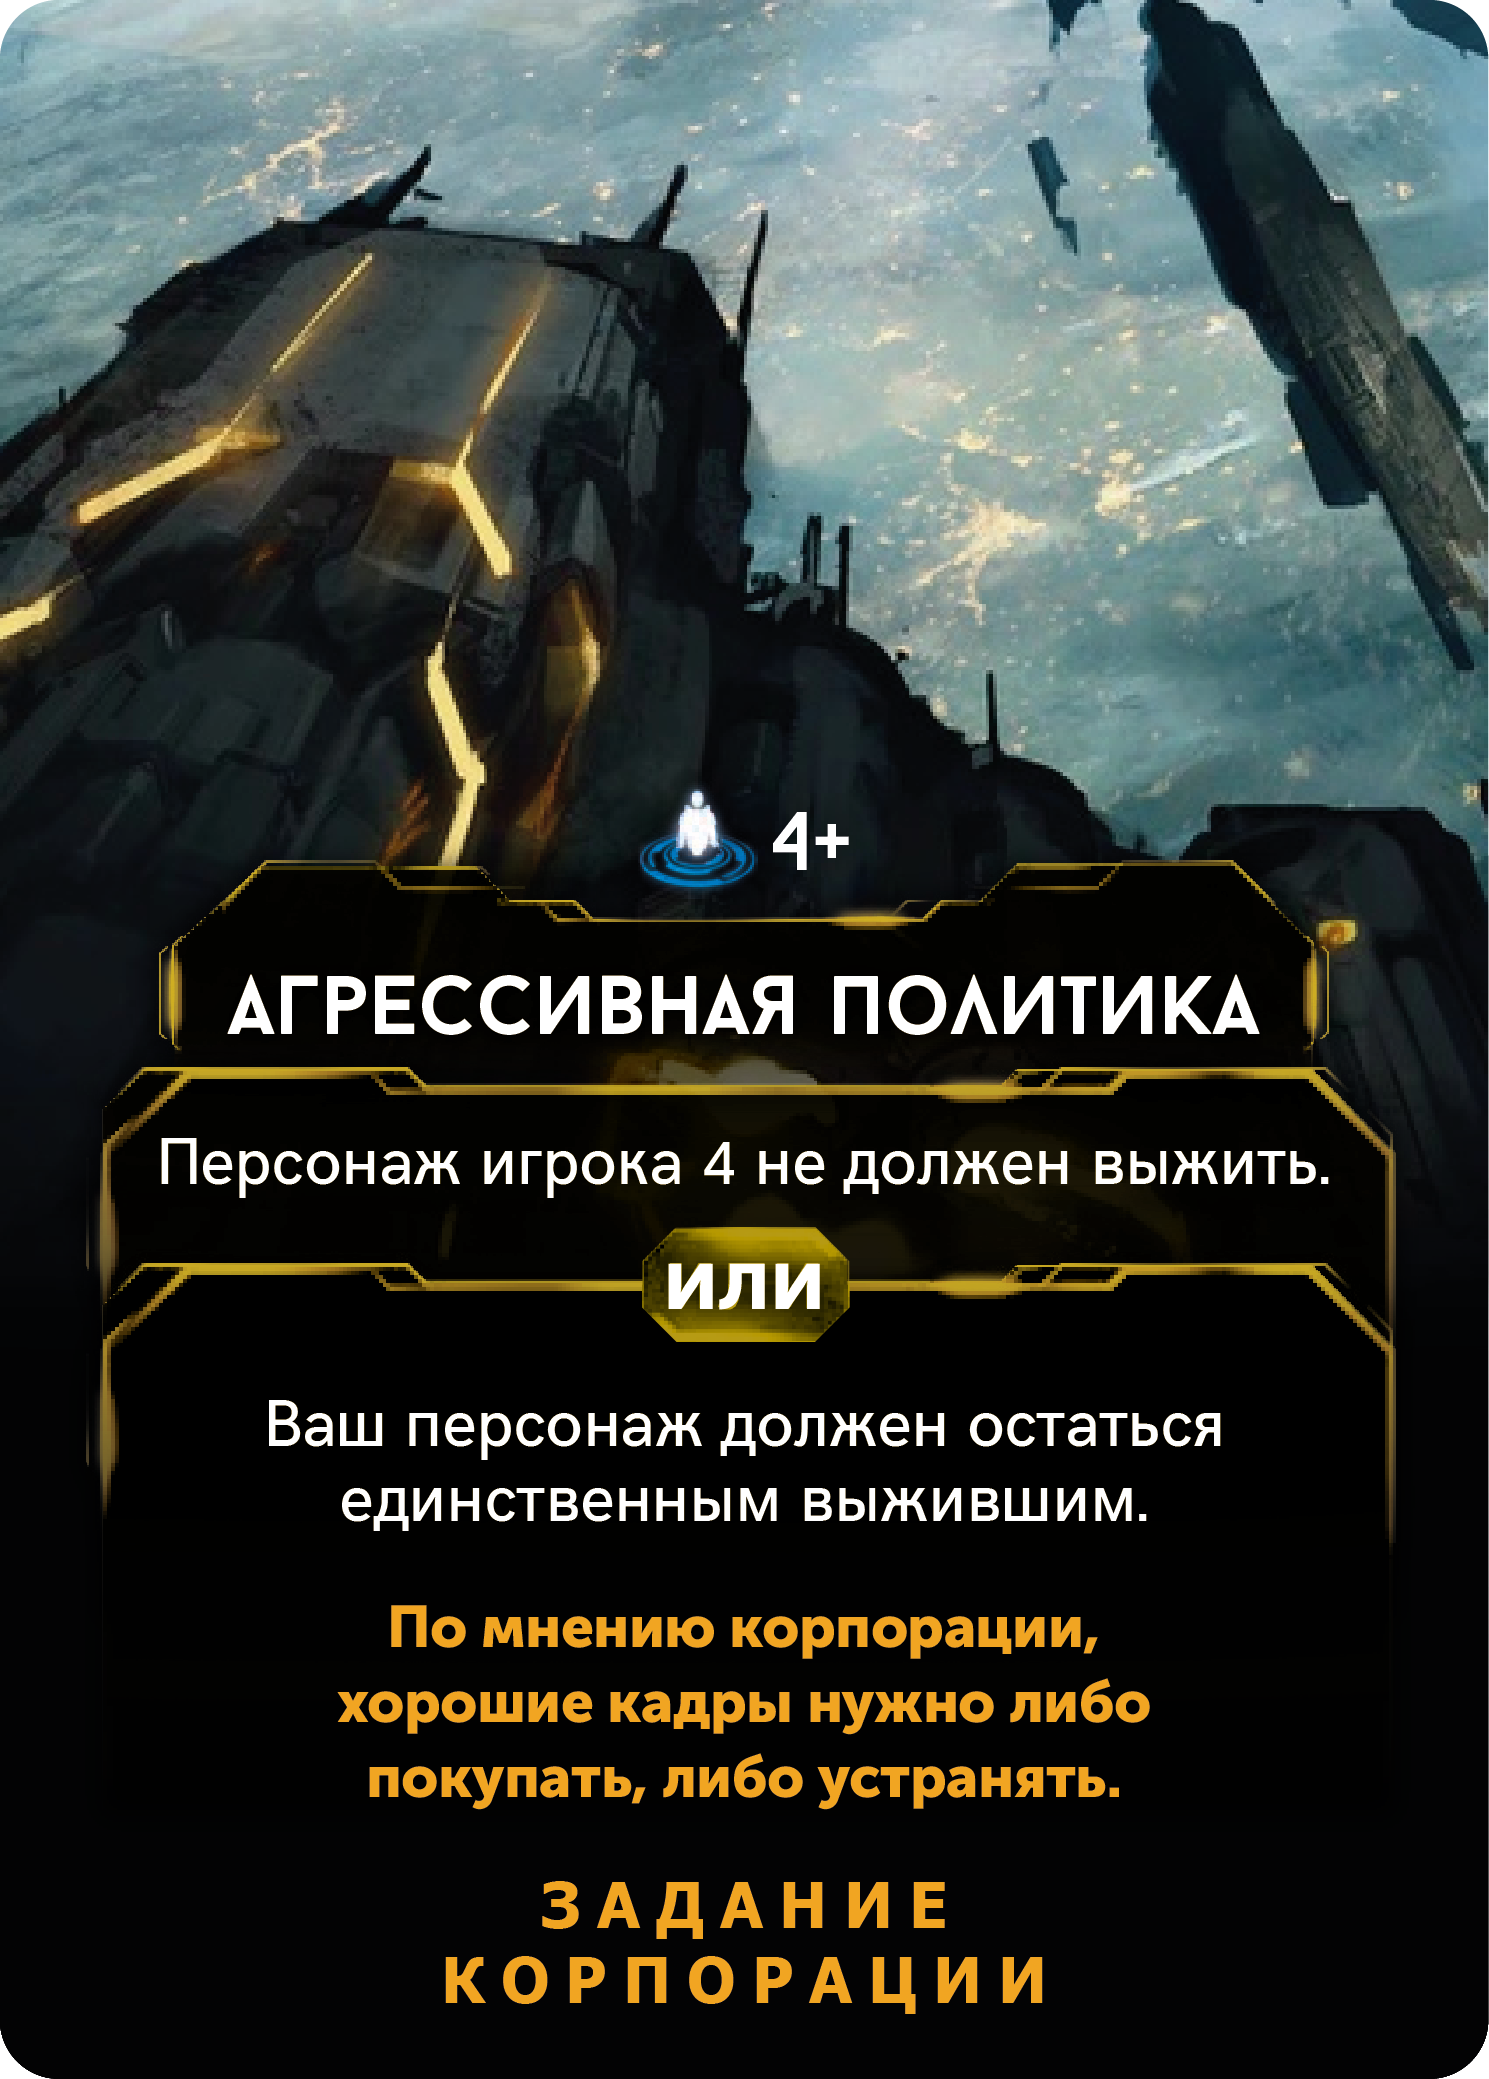 4+
АГРЕССИВНАЯ ПОЛИТИКА
Персонаж игрока 4 не должен выжить.
ИЛИ
Ваш персонаж должен остаться
единственным выжившим.
По мнению корпорации,
хорошие кадры нужно либо
покупать, либо устранять.
ЗАДАНИЕ
КОРПОРАЦИИ